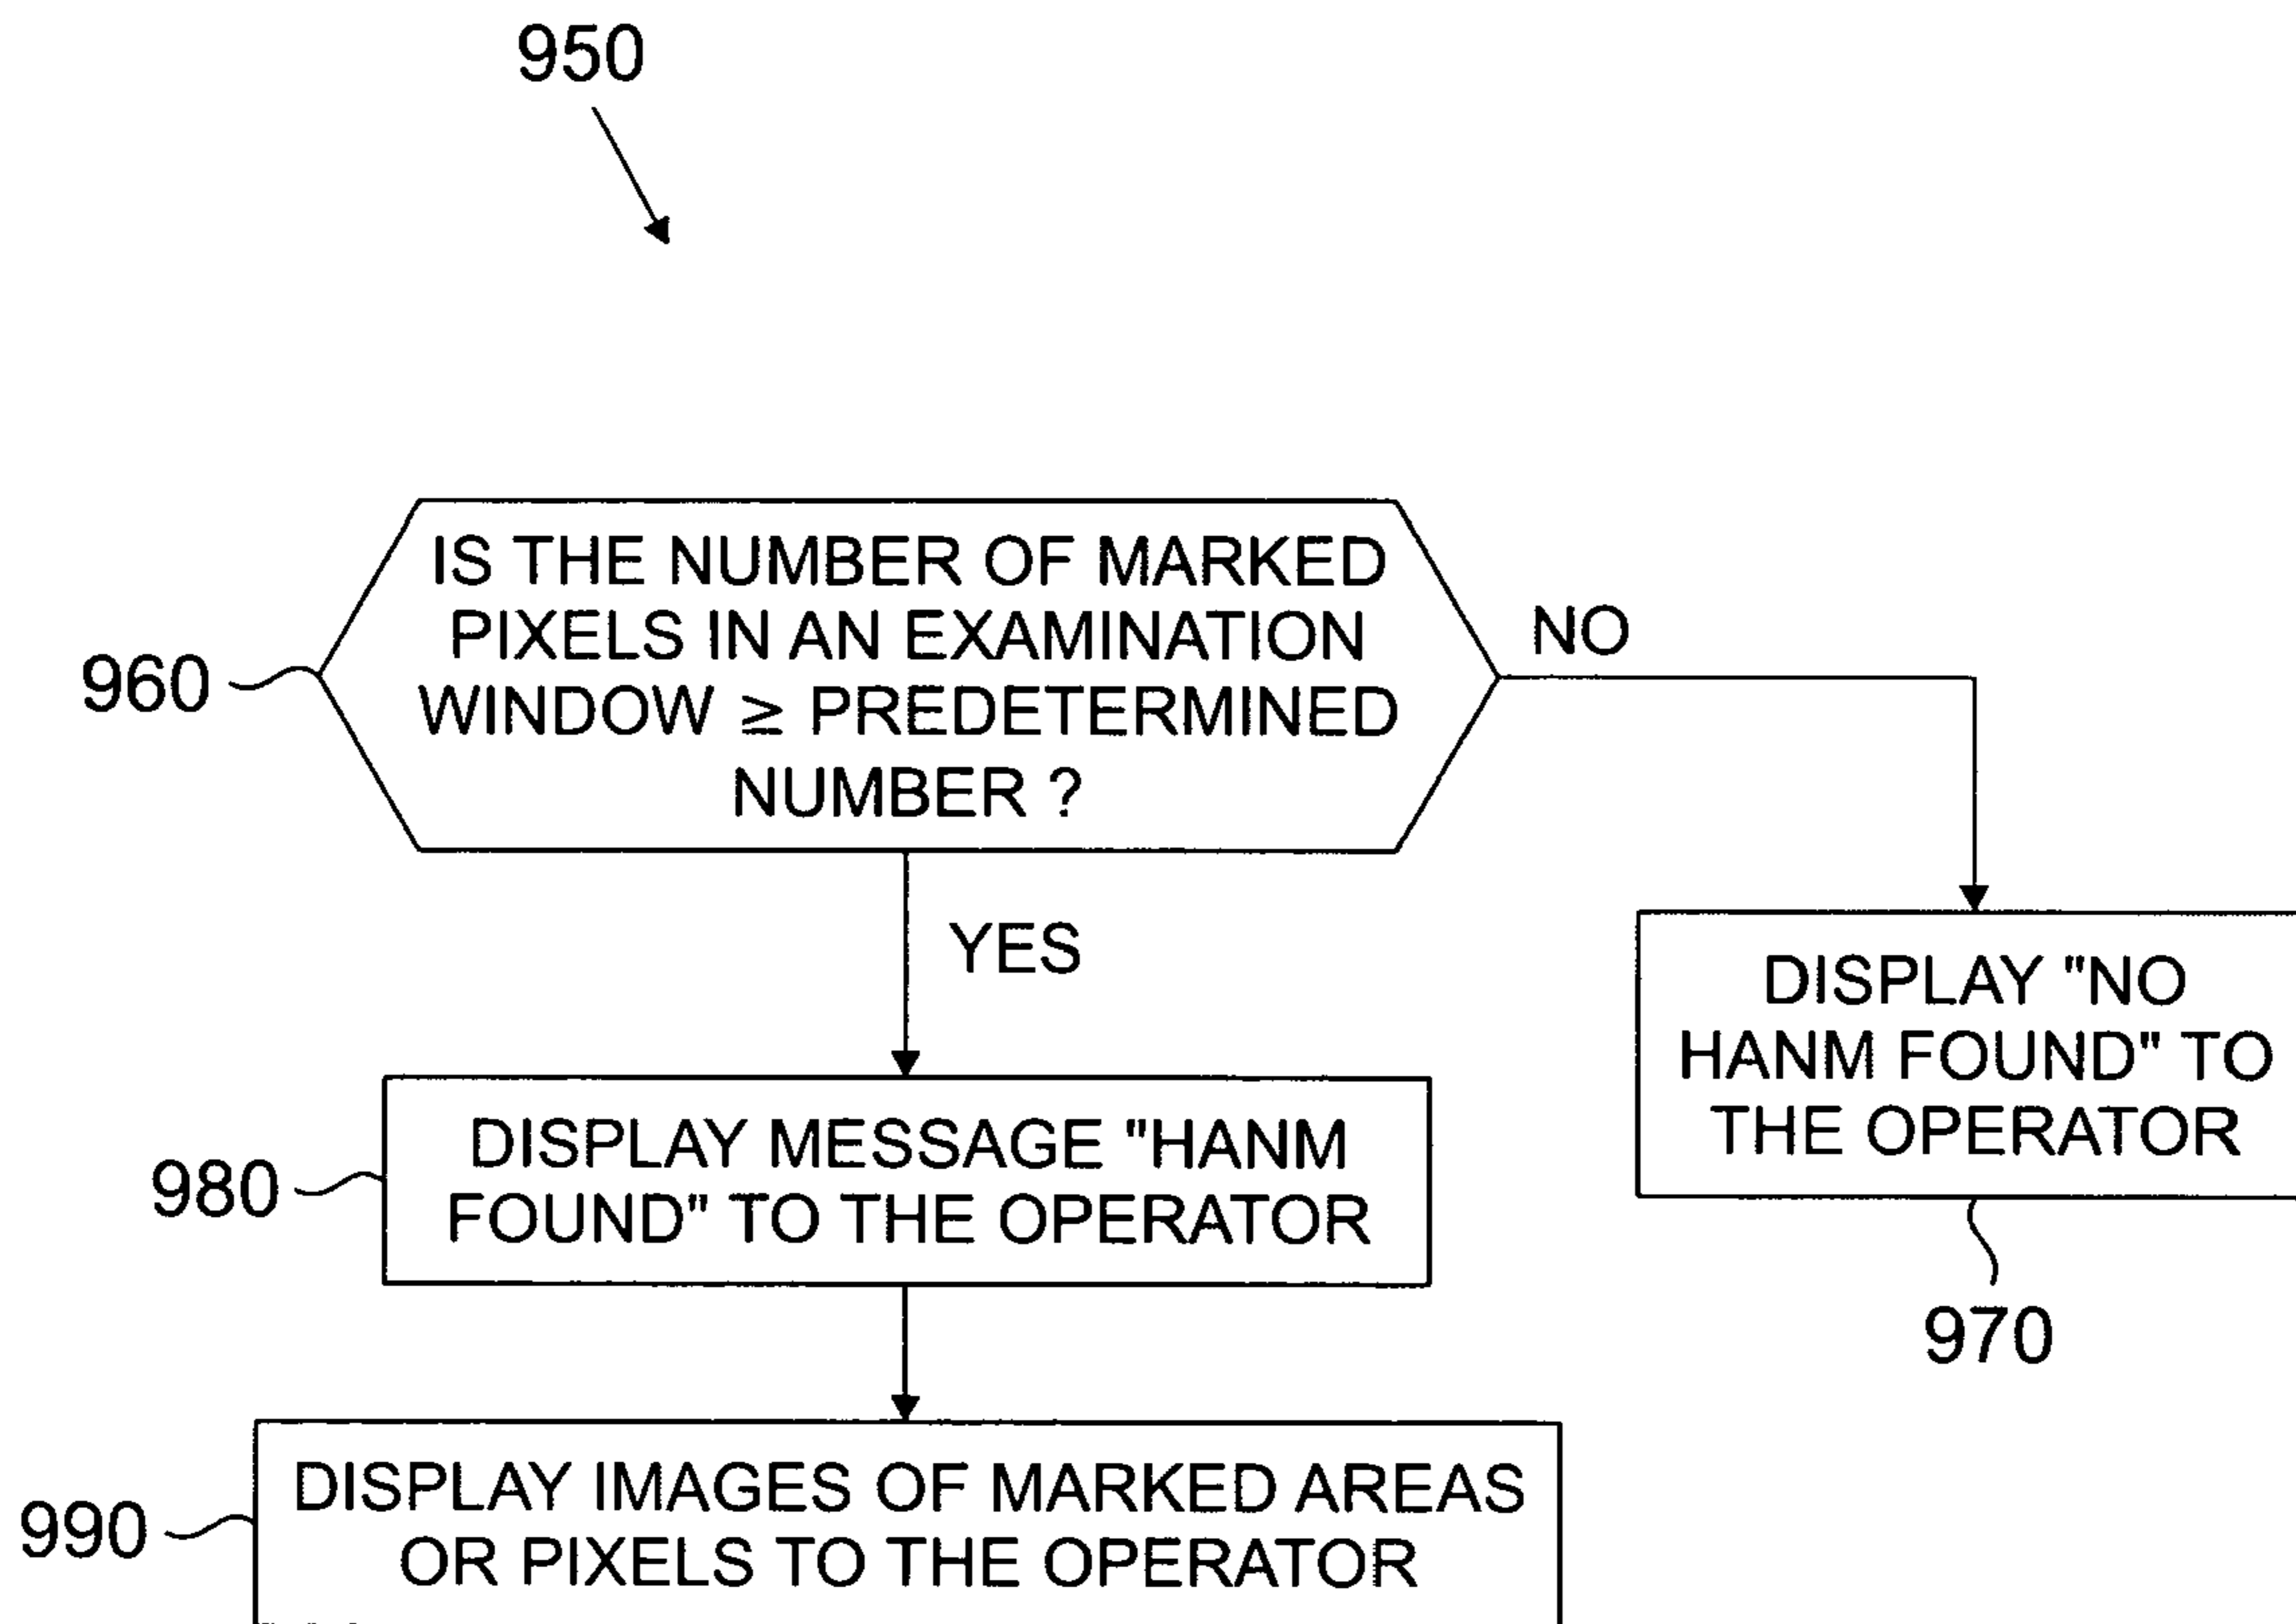 950
960
IS THE NUMBER OF MARKED
PIXELS IN AN EXAMINATION
WINDOW ≧ PREDETERMINED
NUMBER ?
NO
YES
DISPLAY "NO
HANM FOUND" TO
THE OPERATOR
970
980
DISPLAY MESSAGE "HANM
FOUND" TO THE OPERATOR
990
DISPLAY IMAGES OF MARKED AREAS
OR PIXELS TO THE OPERATOR